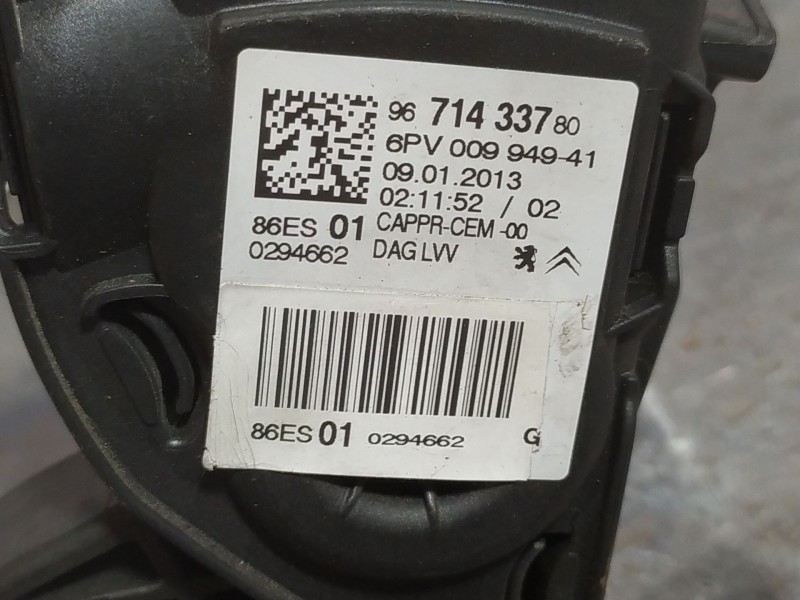 96 714 337 80
6PV 009 949-41
09.01.2013
02:11:52 / 02
86ES 01 CAPPR-CEM -00
0294662 DAG LVV
86ES 01 0294662 G